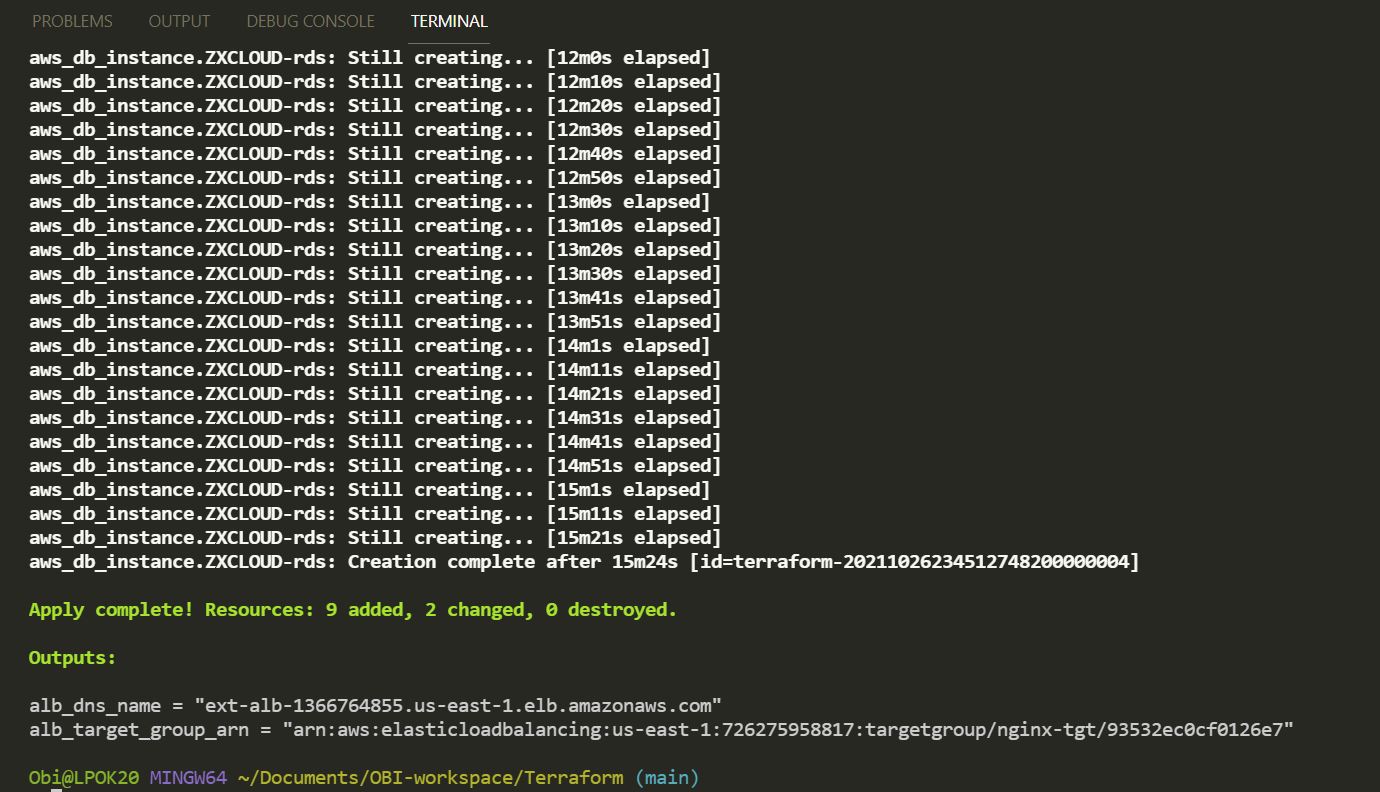 PROBLEMS OUTPUT DEBUG CONSOLE TERMINAL
aws_db_instance.ZXCLOUD-rds: Still creating... [12m0s elapsed]
aws_db_instance.ZXCLOUD-rds: Still creating... [12m10s elapsed]
aws_db_instance.ZXCLOUD-rds: Still creating... [12m20s elapsed]
aws_db_instance.ZXCLOUD-rds: Still creating... [12m30s elapsed]
aws_db_instance.ZXCLOUD-rds: Still creating... [12m40s elapsed]
aws_db_instance.ZXCLOUD-rds: Still creating... [12m50s elapsed]
aws_db_instance.ZXCLOUD-rds: Still creating... [13m0s elapsed]
aws_db_instance.ZXCLOUD-rds: Still creating... [13m10s elapsed]
aws_db_instance.ZXCLOUD-rds: Still creating... [13m20s elapsed]
aws_db_instance.ZXCLOUD-rds: Still creating... [13m30s elapsed]
aws_db_instance.ZXCLOUD-rds: Still creating... [13m41s elapsed]
aws_db_instance.ZXCLOUD-rds: Still creating... [13m51s elapsed]
aws_db_instance.ZXCLOUD-rds: Still creating... [14m1s elapsed]
aws_db_instance.ZXCLOUD-rds: Still creating... [14m11s elapsed]
aws_db_instance.ZXCLOUD-rds: Still creating... [14m21s elapsed]
aws_db_instance.ZXCLOUD-rds: Still creating... [14m31s elapsed]
aws_db_instance.ZXCLOUD-rds: Still creating... [14m41s elapsed]
aws_db_instance.ZXCLOUD-rds: Still creating... [14m51s elapsed]
aws_db_instance.ZXCLOUD-rds: Still creating... [15m1s elapsed]
aws_db_instance.ZXCLOUD-rds: Still creating... [15m11s elapsed]
aws_db_instance.ZXCLOUD-rds: Still creating... [15m21s elapsed]
aws_db_instance.ZXCLOUD-rds: Creation complete after 15m24s [id=terraform-20211026234512748200000004]
Apply complete! Resources: 9 added, 2 changed, 0 destroyed.
Outputs:
alb_dns_name = "ext-alb-1366764855.us-east-1.elb.amazonaws.com"
alb_target_group_arn = "arn:aws:elasticloadbalancing:us-east-1:726275958817:targetgroup/nginx-tgt/93532ec0cf0126e7"
Obi@LPOK20 MINGW64 ~/Documents/OBI-workspace/Terraform (main)